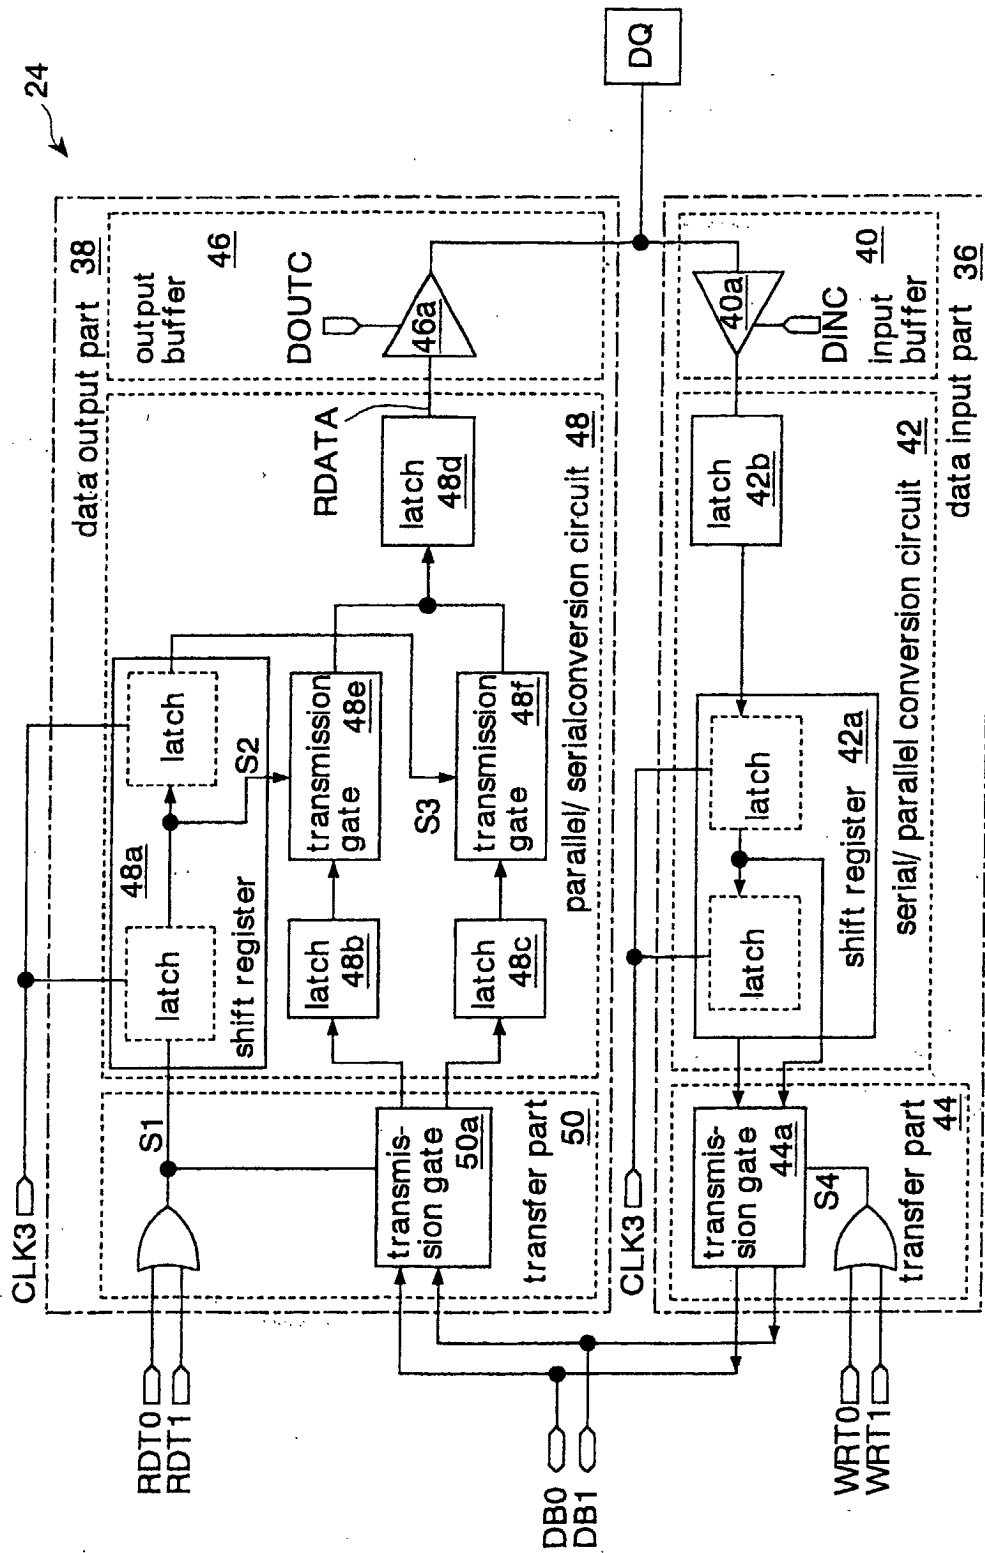 24
data output part 38
output
buffer
46
DOUTC
46a
DQ
CLK3
RDT0
RDT1
S1
transmis-
sion gate
50a
transfer part
50
latch
latch
48a
shift register
S2
S3
latch
48b
latch
48c
transmission
gate
48e
transmission
gate
48f
latch
48d
RDATA
parallel/ serialconversion circuit 48
DB0
DB1
CLK3
WRT0
WRT1
S4
transmis-
sion gate
44a
transfer part
44
latch
latch
shift register
42a
latch
42b
serial/ parallel conversion circuit 42
40a
DINC
input
buffer
40
data input part 36